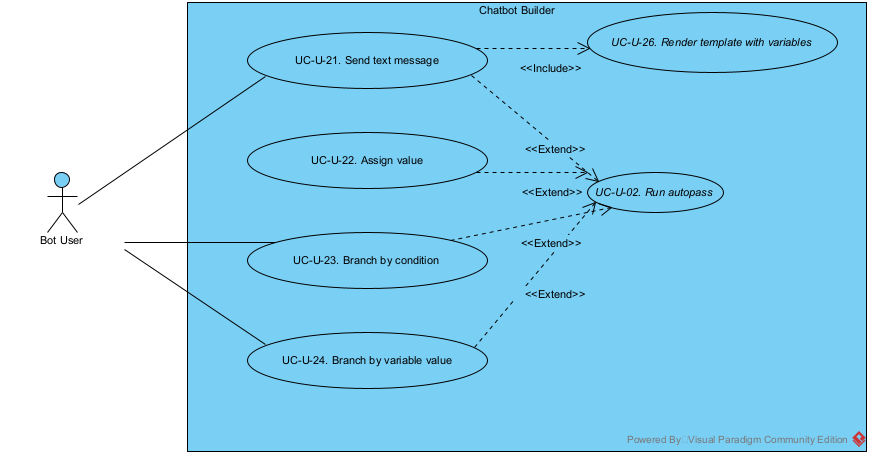 Chatbot Builder
UC-U-21. Send text message
UC-U-26. Render template with variables
<<Include>>
<<Extend>>
UC-U-22. Assign value
<<Extend>>
UC-U-02. Run autopass
Bot User
<<Extend>>
UC-U-23. Branch by condition
<<Extend>>
UC-U-24. Branch by variable value
Powered By Visual Paradigm Community Edition